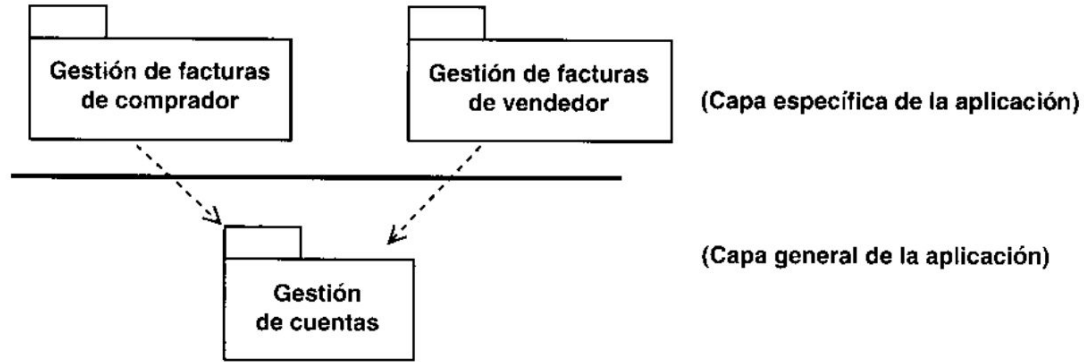 Gestión de facturas
de comprador
Gestión de facturas
de vendedor
(Capa específica de la aplicación)
(Capa general de la aplicación)
Gestión
de cuentas